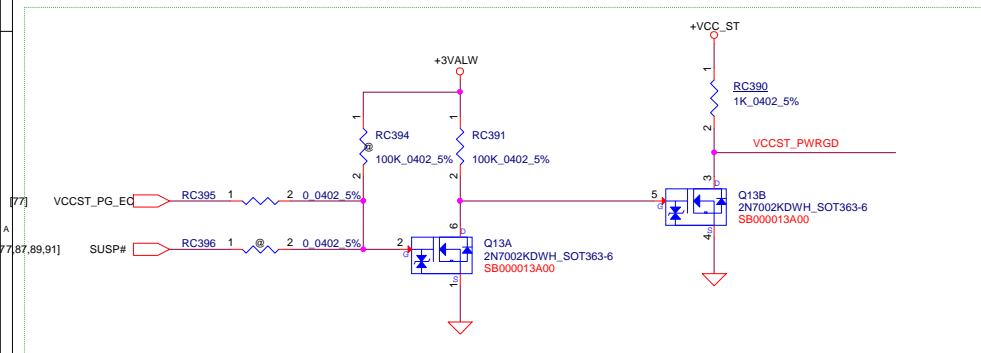 +VCC_ST
+3VALW
1
RC390
1K_0402_5%
2
1
RC394
@
100K_0402_5%
2
1
RC391
100K_0402_5%
2
VCCST_PWRGD
[77]
VCCST_PG_EC
RC395
1
2
0_0402_5%
5
G
3
D
S
4
Q13B
2N7002KDWH_SOT363-6
SB000013A00
A
77,87,89,91]
SUSP#
RC396
1
@
2
0_0402_5%
2
G
6
D
S
1
Q13A
2N7002KDWH_SOT363-6
SB000013A00